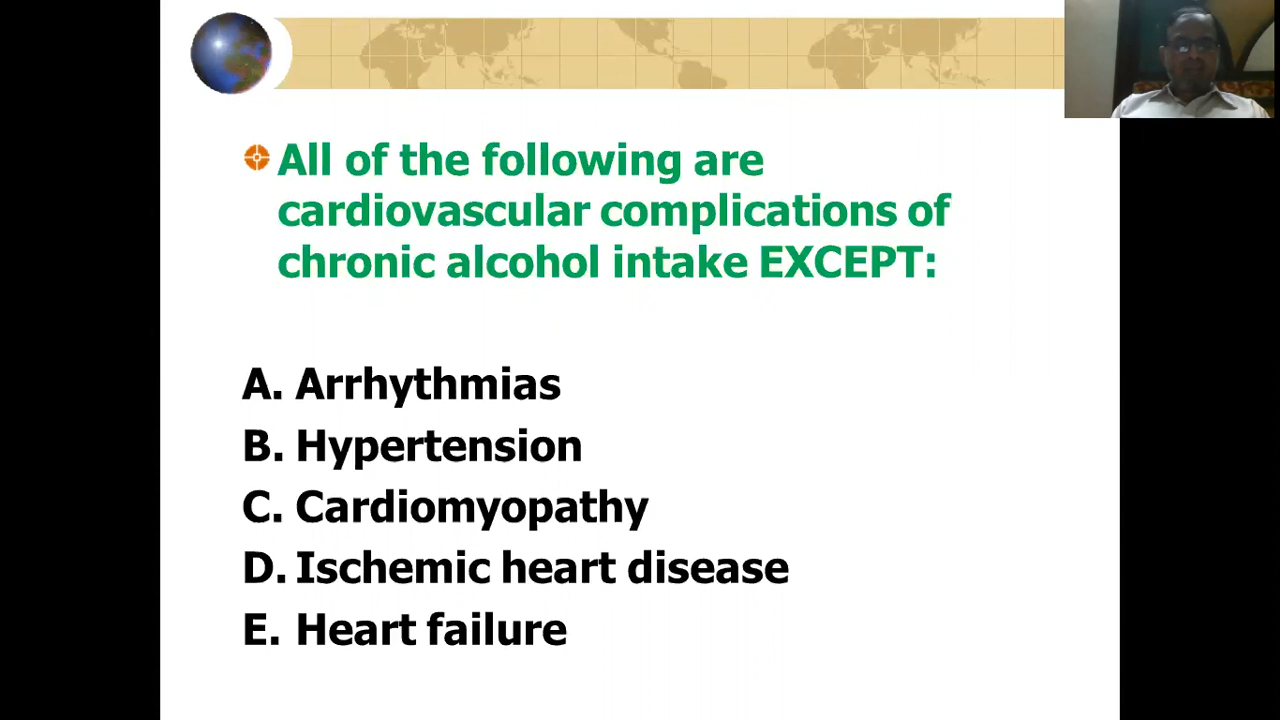 All of the following are
cardiovascular complications of
chronic alcohol intake EXCEPT:
A. Arrhythmias
B. Hypertension
C. Cardiomyopathy
D. Ischemic heart disease
E. Heart failure